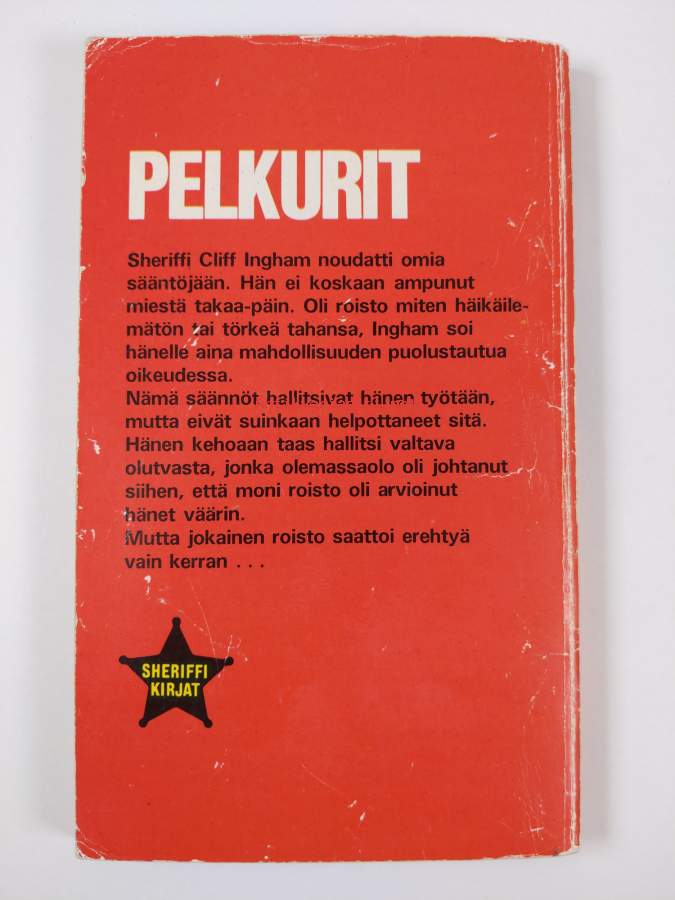 PELKURIT
Sheriffi Cliff Ingham noudatti omia
sääntöjään. Hän ei koskaan ampunut
miestä takaa-päin. Oli roisto miten häikäile-
mätön tai törkeä tahansa, Ingham soi
hänelle aina mahdollisuuden puolustautua
oikeudessa.
Nämä säännöt hallitsivat hänen työtään,
mutta eivät suinkaan helpottaneet sitä.
Hänen kehoaan taas hallitsi valtava
olutvasta, jonka olemassaolo oli johtanut
siihen, että moni roisto oli arvioinut
hänet väärin.
Mutta jokainen roisto saattoi erehtyä
vain kerran . . .
SHERIFFI
KIRJAT